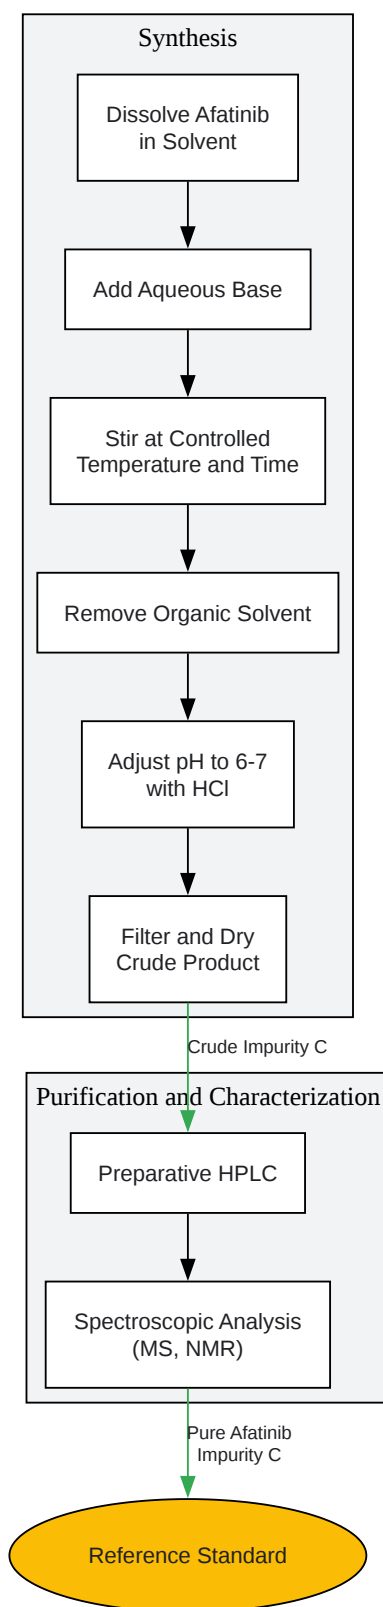 Synthesis
Dissolve Afatinib
in Solvent
Add Aqueous Base
Stir at Controlled
Temperature and Time
Remove Organic Solvent
Adjust pH to 6-7
with HCl
Filter and Dry
Crude Product
Crude Impurity C
Purification and Characterization
Preparative HPLC
Spectroscopic Analysis
(MS, NMR)
Pure Afatinib
Impurity C
Reference Standard